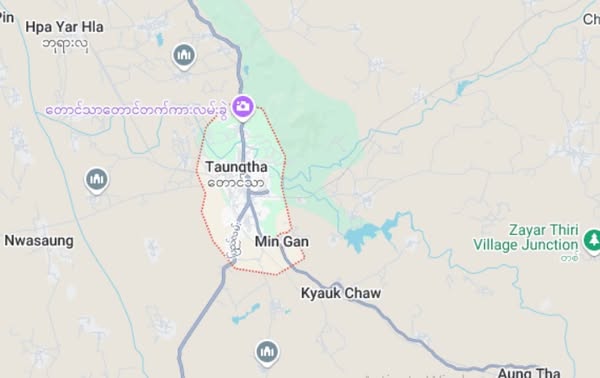 Pin
Hpa Yar Hla
ဘုရားလှ
Ch
တောင်သာတောင်တက်ကားလမ်းခွဲ
Taungtha
တောင်သာ
Nwasaung
Min Gan
Zayar Thiri
Village Junction
Kyauk Chaw
Aung Tha